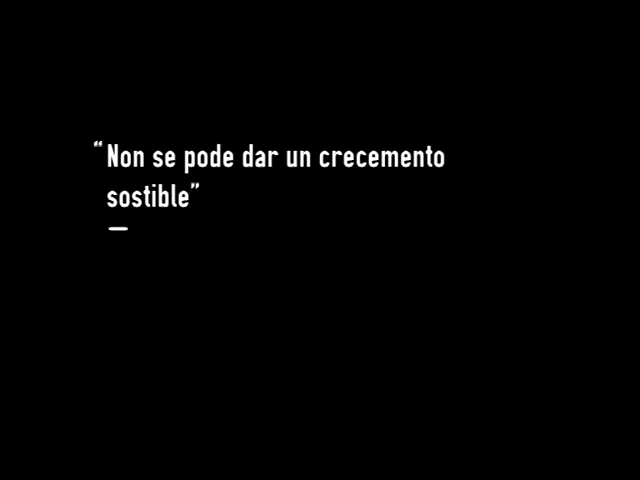 “Non se pode dar un crecemento
sostible”
—